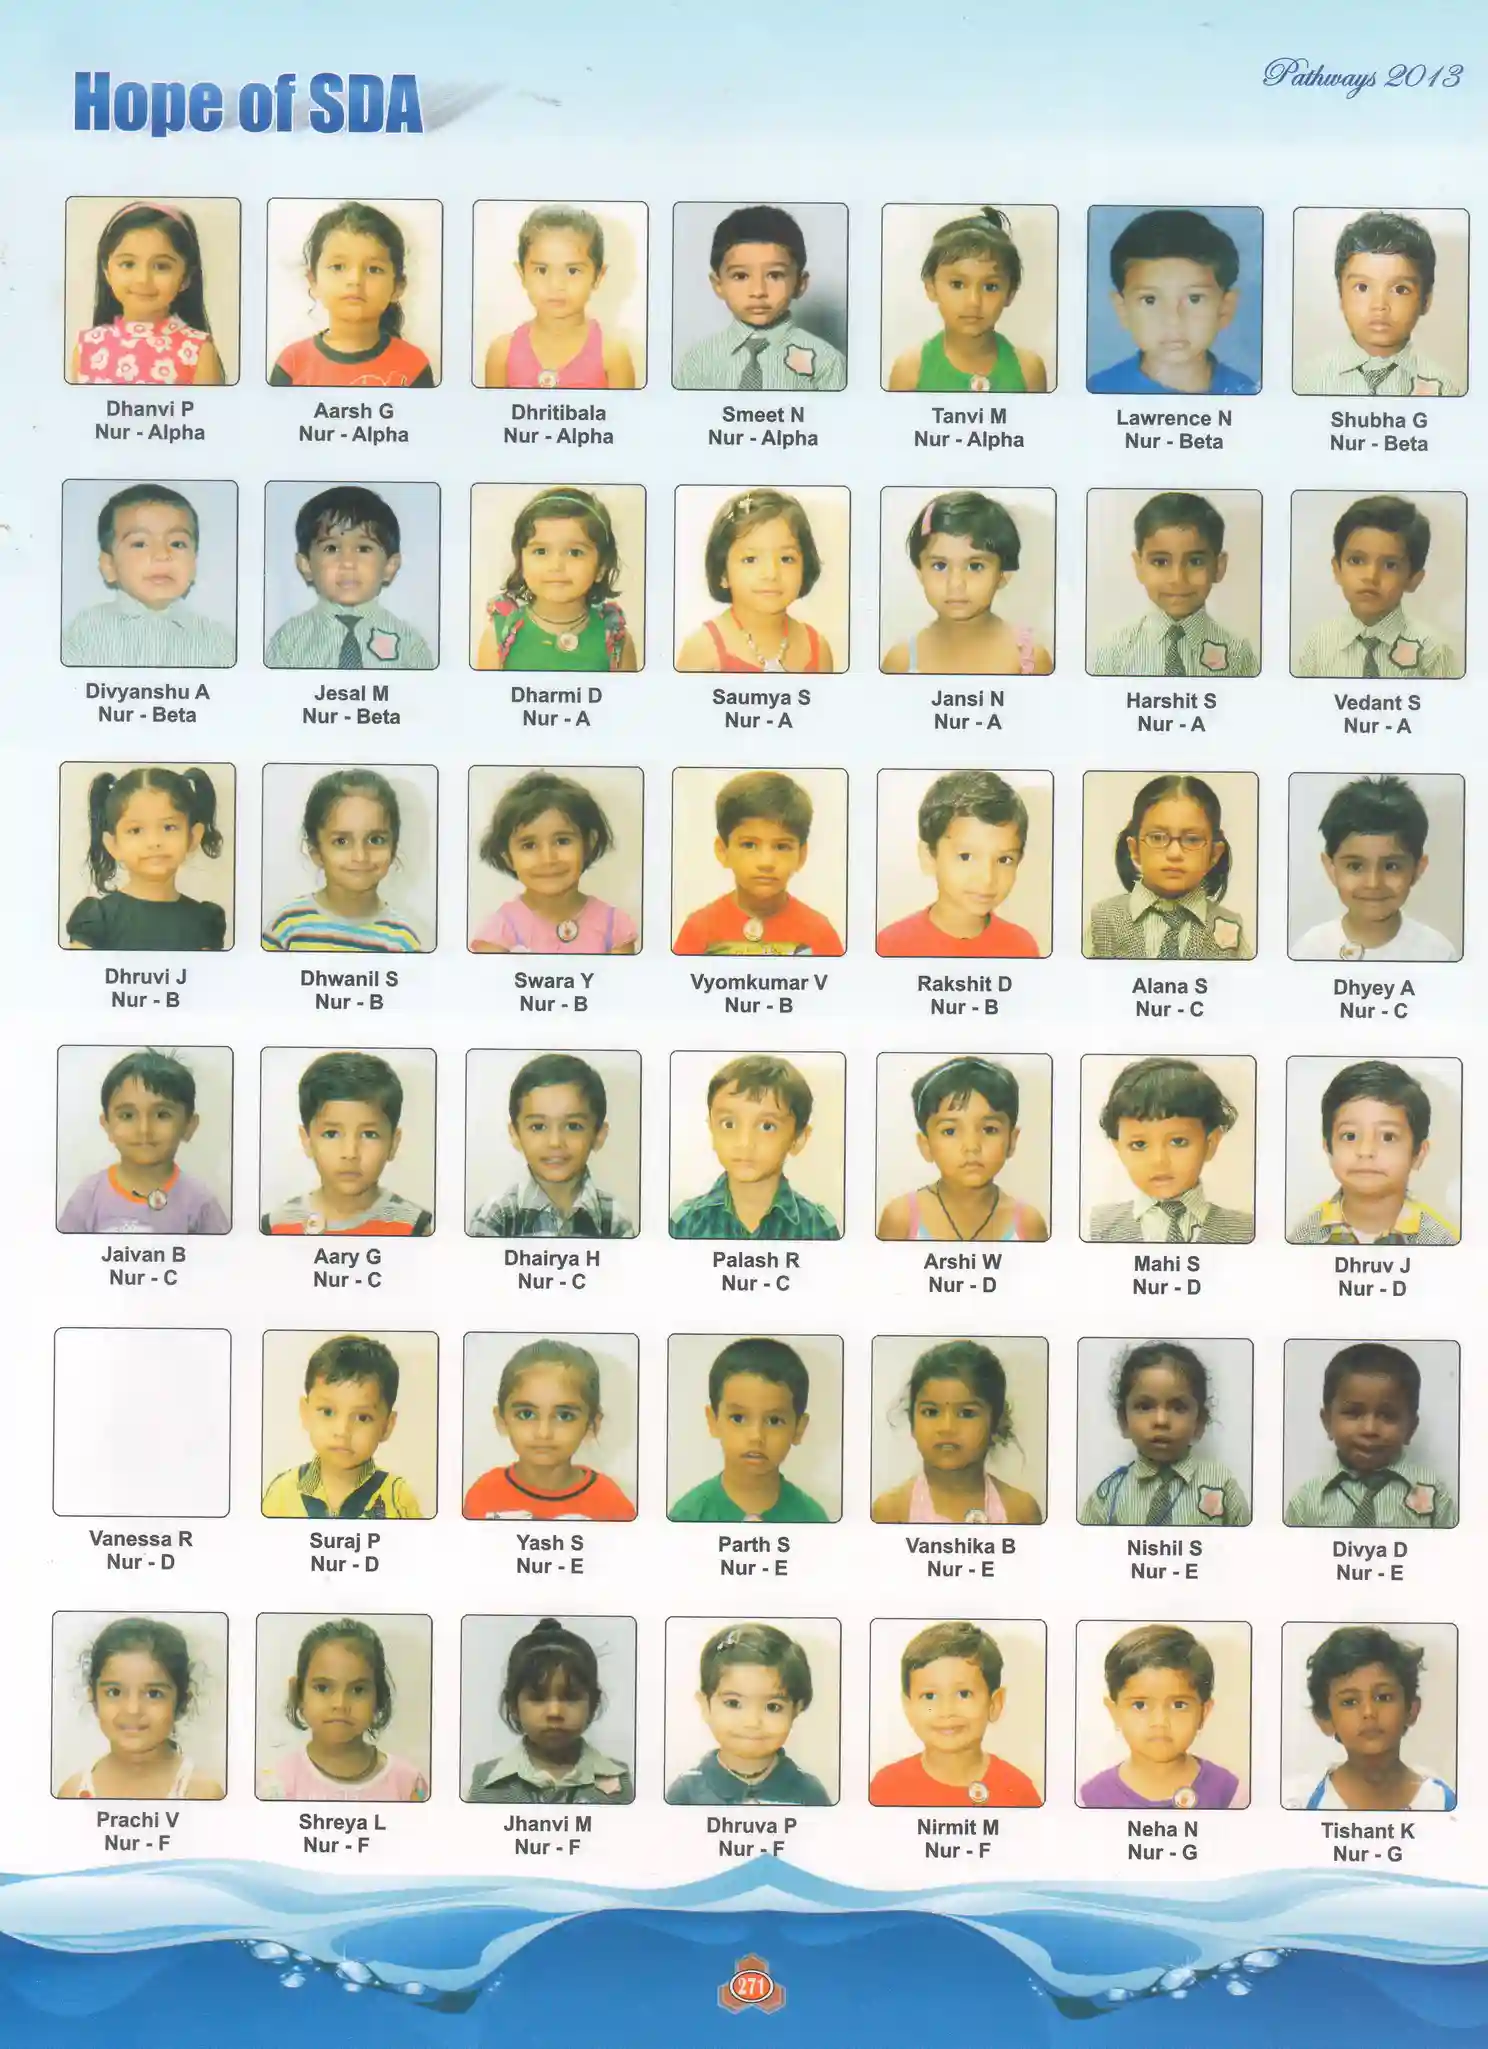 Hope of SDA
Pathways 2013
Dhanvi P
Nur - Alpha
Aarsh G
Nur - Alpha
Dhritibala
Nur - Alpha
Smeet N
Nur - Alpha
Tanvi M
Nur - Alpha
Lawrence N
Nur - Beta
Shubha G
Nur - Beta
Divyanshu A
Nur - Beta
Jesal M
Nur - Beta
Dharmi D
Nur - A
Saumya S
Nur - A
Jansi N
Nur - A
Harshit S
Nur - A
Vedant S
Nur - A
Dhruvi J
Nur - B
Dhwanil S
Nur - B
Swara Y
Nur - B
Vyomkumar V
Nur - B
Rakshit D
Nur - B
Alana S
Nur - C
Dhyey A
Nur - C
Jaivan B
Nur - C
Aary G
Nur - C
Dhairya H
Nur - C
Palash R
Nur - C
Arshi W
Nur - D
Mahi S
Nur - D
Dhruv J
Nur - D
Vanessa R
Nur - D
Suraj P
Nur - D
Yash S
Nur - E
Parth S
Nur - E
Vanshika B
Nur - E
Nishil S
Nur - E
Divya D
Nur - E
Prachi V
Nur - F
Shreya L
Nur - F
Jhanvi M
Nur - F
Dhruva P
Nur - F
Nirmit M
Nur - F
Neha N
Nur - G
Tishant K
Nur - G
271